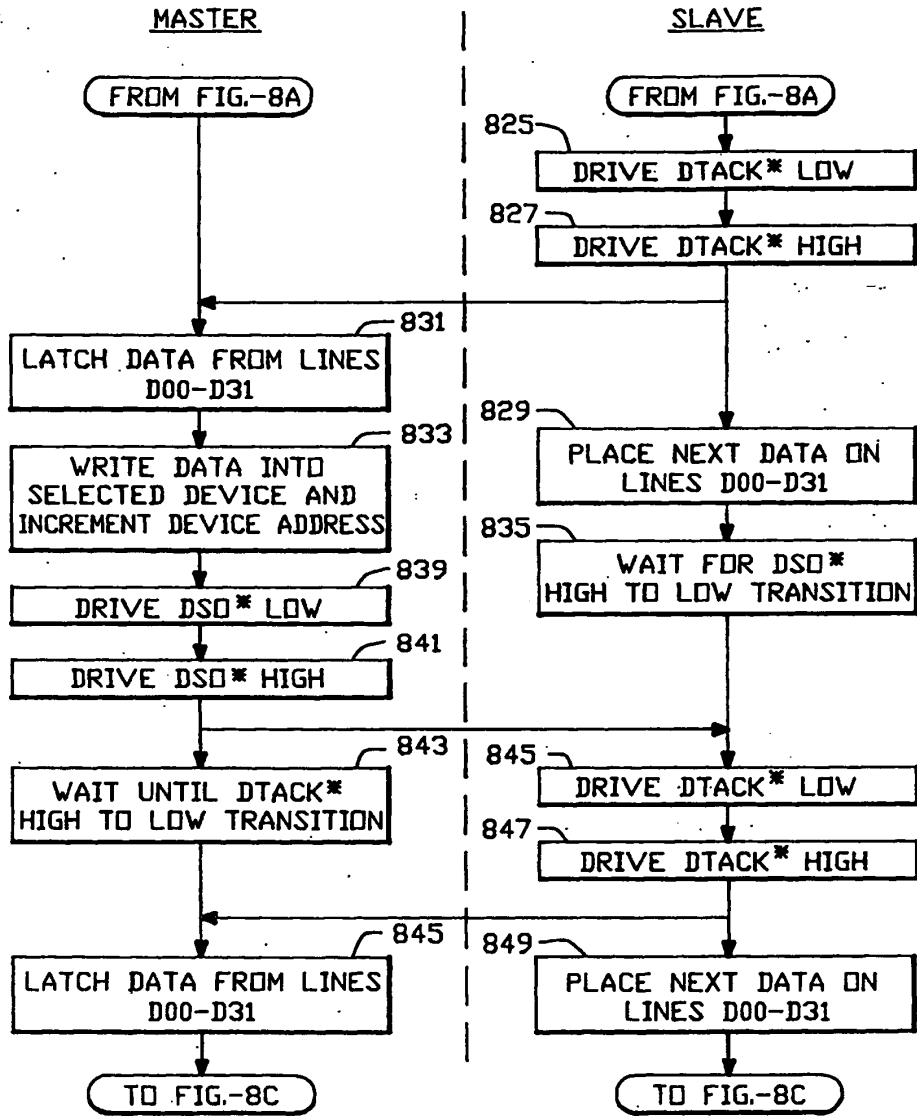 MASTER
SLAVE
FROM FIG.-8A
FROM FIG.-8A
825
DRIVE DTACK* LOW
827
DRIVE DTACK* HIGH
831
LATCH DATA FROM LINES
D00-D31
829
PLACE NEXT DATA ON
LINES D00-D31
833
WRITE DATA INTO
SELECTED DEVICE AND
INCREMENT DEVICE ADDRESS
835
WAIT FOR DSO*
HIGH TO LOW TRANSITION
839
DRIVE DSO* LOW
841
DRIVE DSO* HIGH
843
WAIT UNTIL DTACK*
HIGH TO LOW TRANSITION
845
DRIVE DTACK* LOW
847
DRIVE DTACK* HIGH
845
LATCH DATA FROM LINES
D00-D31
849
PLACE NEXT DATA ON
LINES D00-D31
TO FIG.-8C
TO FIG.-8C